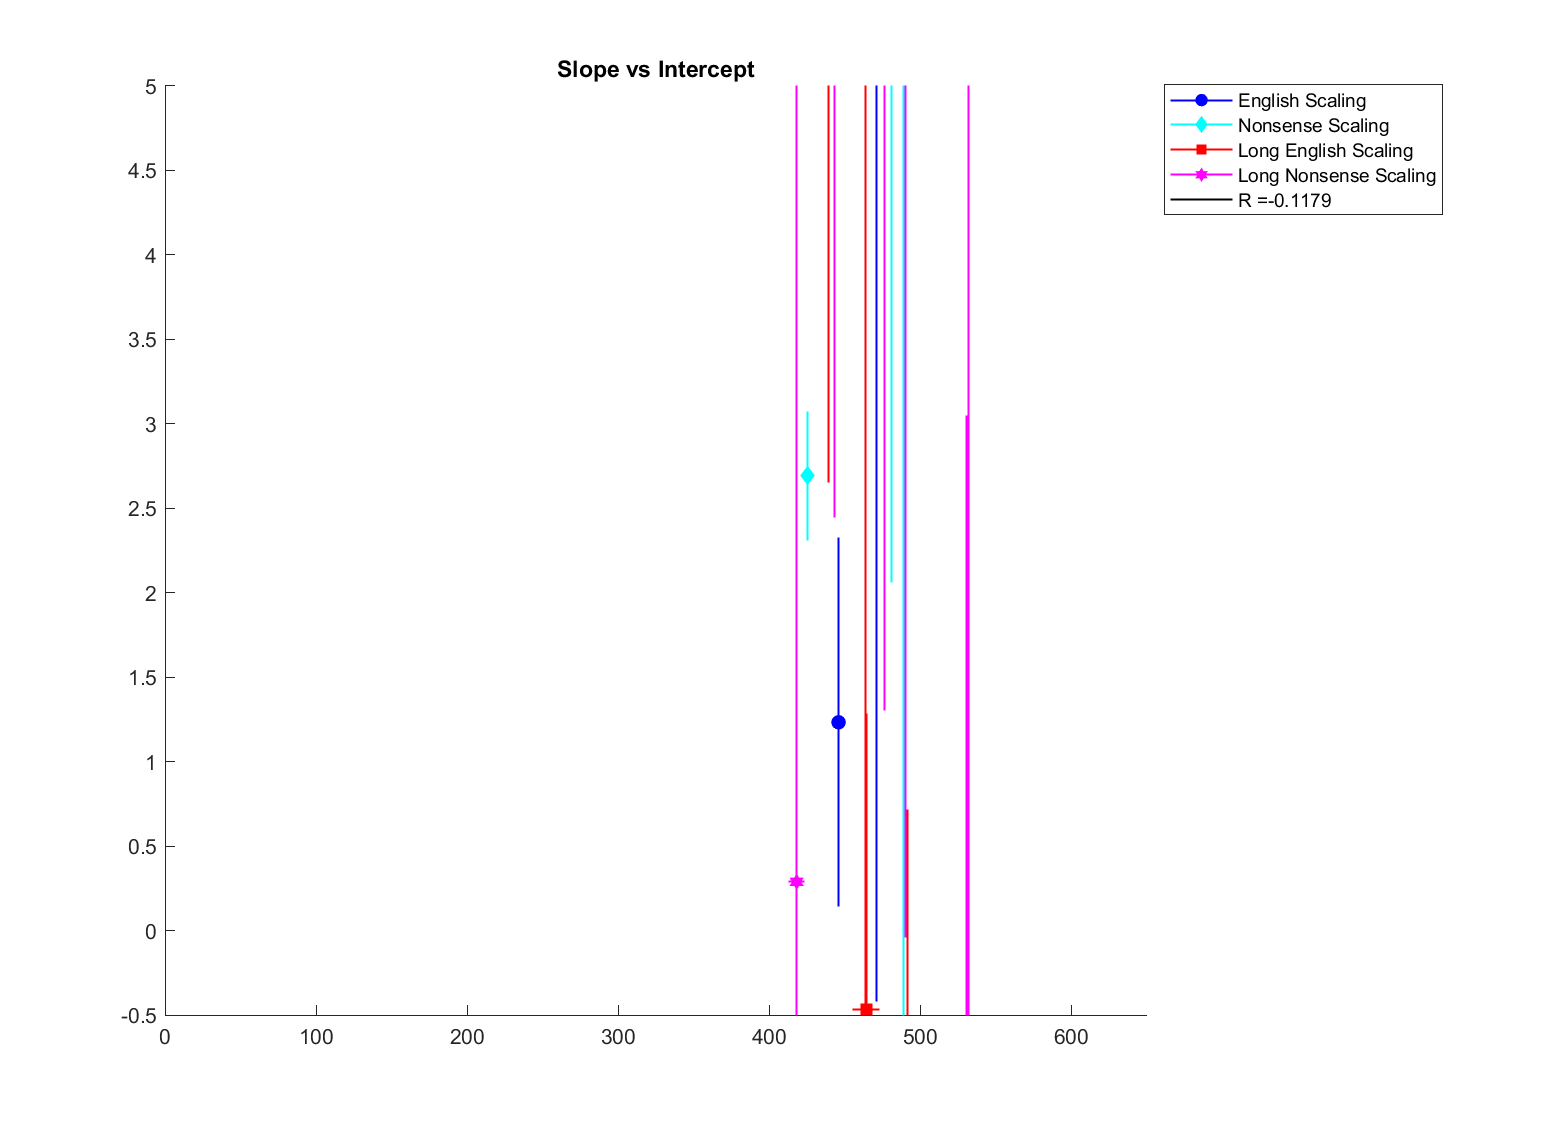 Slope vs Intercept
5
4.5
4
3.5
3
2.5
2
1.5
1
0.5
0
-0.5
0 100 200 300 400 500 600
English Scaling
Nonsense Scaling
Long English Scaling
Long Nonsense Scaling
R =-0.1179